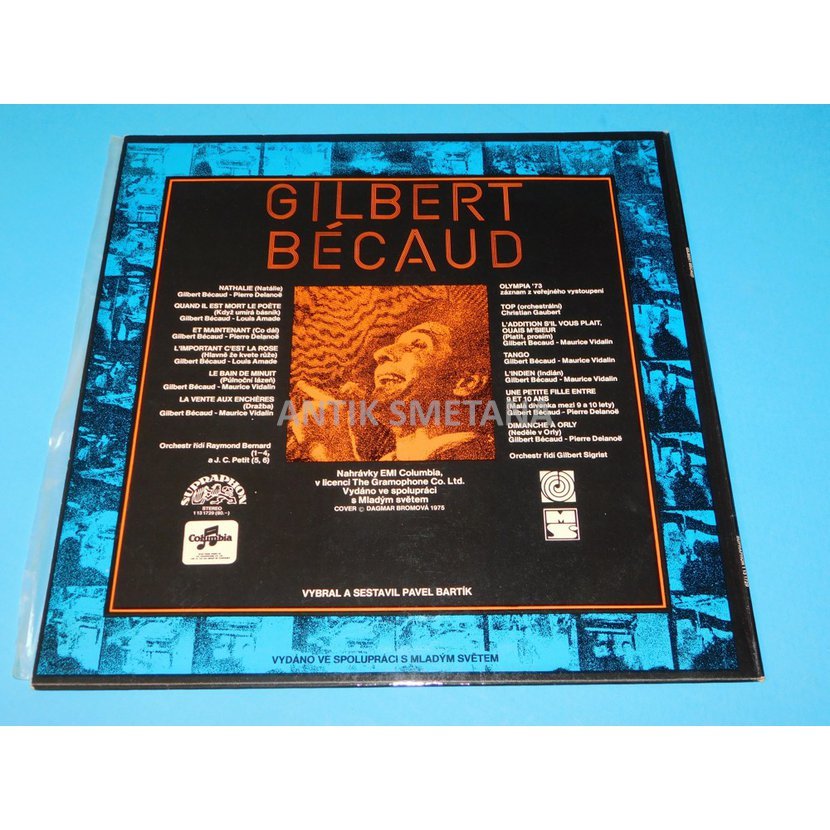 GILBERT
BÉCAUD
NATHALIE (Natálie)
Gilbert Bécaud - Pierre Delanoë
QUAND IL EST MORT LE POÈTE
(Když umírá básník)
Gilbert Bécaud - Louis Amade
ET MAINTENANT (Co dál)
Gilbert Bécaud - Pierre Delanoë
L'IMPORTANT C'EST LA ROSE
(Hlavně že kvete růže)
Gilbert Bécaud - Louis Amade
LE BAIN DE MINUIT
(Půlnoční lázeň)
Gilbert Bécaud - Maurice Vidalin
LA VENTE AUX ENCHÈRES
(Dražba)
Gilbert Bécaud - Maurice Vidalin
Orchestr řídí Raymond Bernard
(1–4,
a J. C. Petit (5, 6)
OLYMPIA '73
záznam z veřejného vystoupení
TOP (orchestrální)
Christian Gaubert
L'ADDITION S'IL VOUS PLAIT,
OUAIS M'SIEUR
(Platit, prosím)
Gilbert Becaud - Maurice Vidalin
TANGO
Gilbert Bécaud - Maurice Vidalin
L'INDIEN (Indián)
Gilbert Bécaud - Maurice Vidalin
UNE PETITE FILLE ENTRE
9 ET 10 ANS
(Malá dívenka mezi 9 a 10 lety)
Gilbert Bécaud - Pierre Delanoë
DIMANCHE À ORLY
(Neděle v Orly)
Gilbert Bécaud - Pierre Delanoë
Orchestr řídí Gilbert Sigrist
ANTIK SMETANA
Nahrávky EMI Columbia,
v licenci The Gramophone Co. Ltd.
Vydáno ve spolupráci
s Mladým světem
COVER © DAGMAR BROMOVÁ 1975
SUPRAPHON
STEREO
1 13 1729 (80.–)
Columbia
M
S
VYBRAL A SESTAVIL PAVEL BARTÍK
VYDÁNO VE SPOLUPRÁCI S MLADÝM SVĚTEM